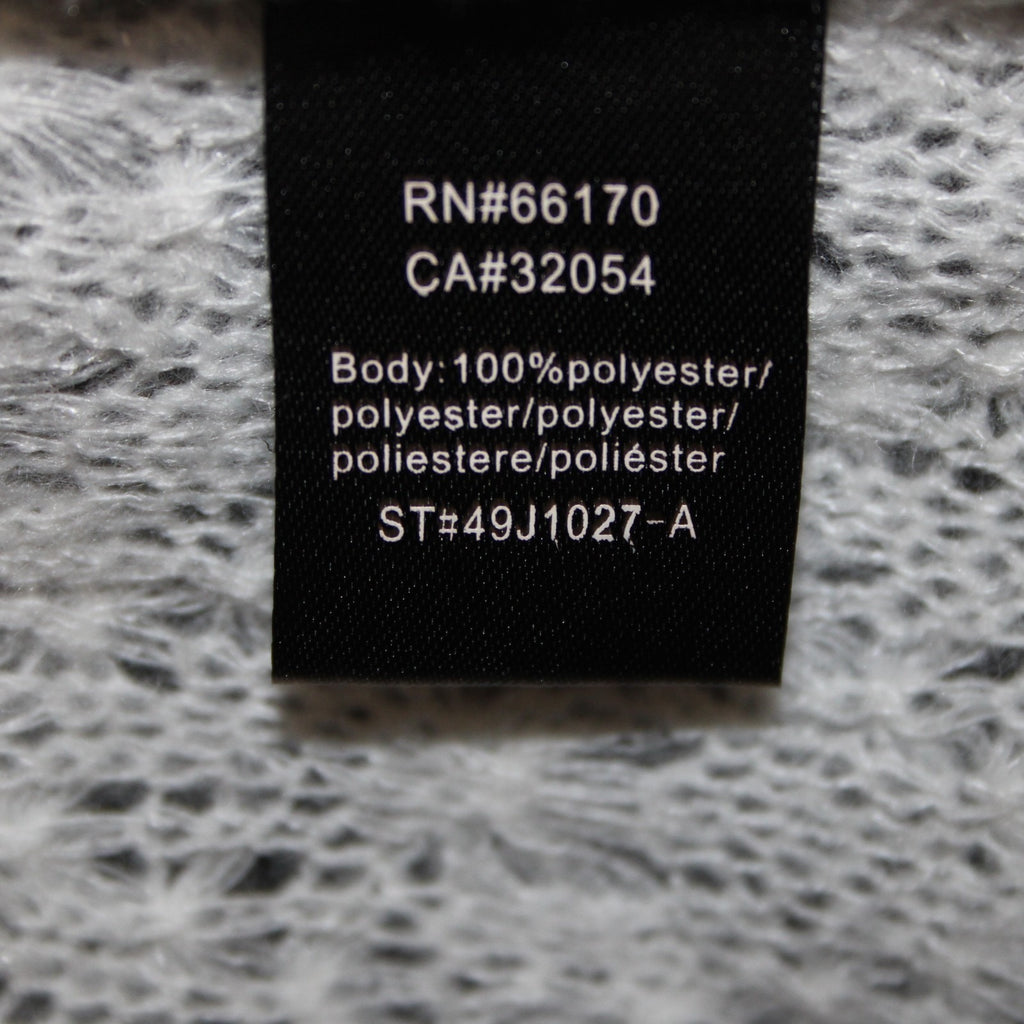 RN#66170
CA#32054
Body:100%polyester/
polyester/polyester/
poliestere/poliéster
ST#49J1027-A